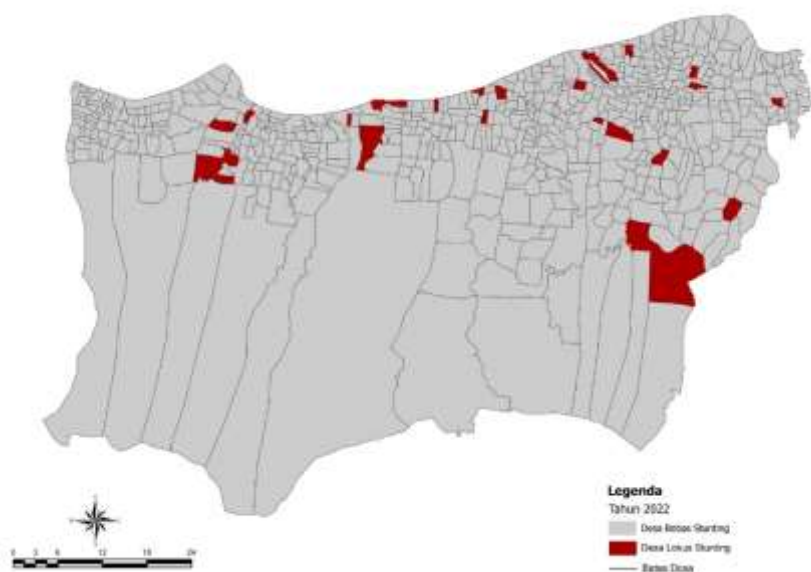 Legenda
Tahun 2022
Desa Bebas Stunting
Desa Lokus Stunting
Batas Desa
0 3 6 12 18 24